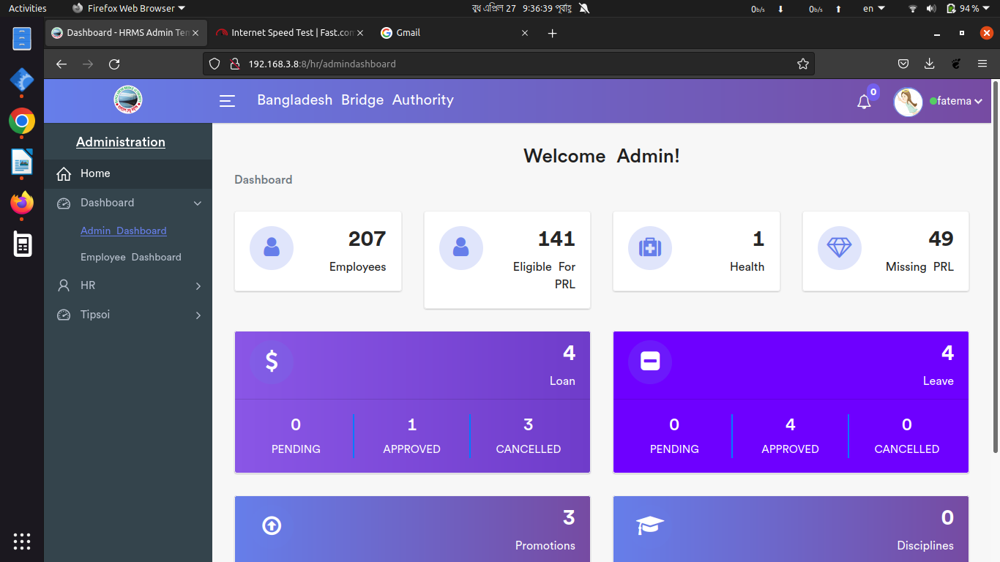 Activities
Firefox Web Browser
বুধ এপ্রিল 27 9:36:39 পূর্বাহ্ণ
0b/s
0b/s
en
94 %
Dashboard - HRMS Admin Tem
Internet Speed Test | Fast.com
Gmail
192.168.3.8:8/hr/admindashboard
Bangladesh Bridge Authority
0
fatema
Administration
Home
Dashboard
Admin Dashboard
Employee Dashboard
HR
Tipsoi
Welcome Admin!
Dashboard
207
Employees
141
Eligible For
PRL
1
Health
49
Missing PRL
$
4
Loan
0
PENDING
1
APPROVED
3
CANCELLED
4
Leave
0
PENDING
4
APPROVED
0
CANCELLED
3
Promotions
0
Disciplines